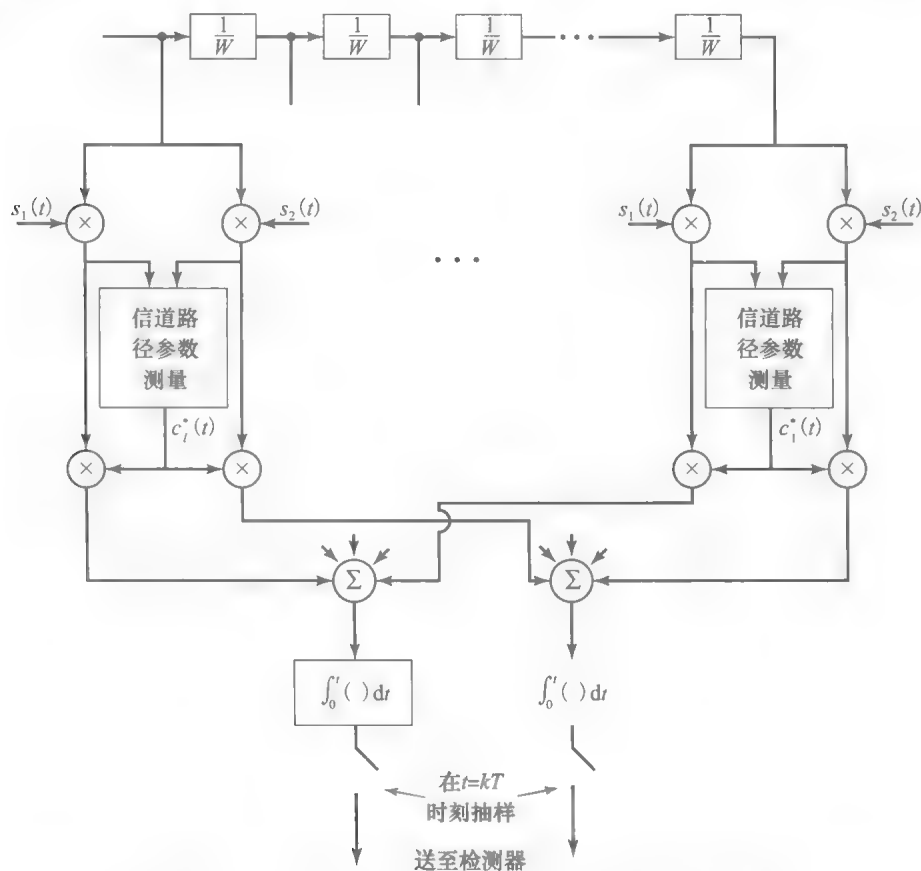 1/W 1/W 1/W ··· 1/W
s₁(t) × × s₂(t) s₁(t) × × s₂(t)
···
信道路
径参数
测量
信道路
径参数
测量
c*ₗ(t) c*₁(t)
× × × ×
Σ Σ
∫₀ᵗ( )dt ∫₀ᵗ( )dt
在t=kT
时刻抽样
送至检测器